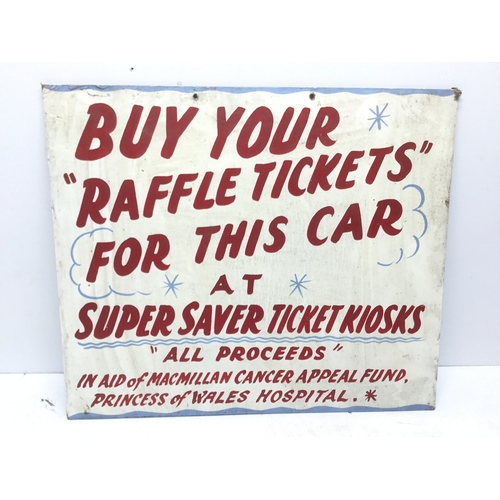 BUY YOUR
"RAFFLE TICKETS"
FOR THIS CAR
AT
SUPER SAVER TICKET KIOSKS
"ALL PROCEEDS"
IN AID of MACMILLAN CANCER APPEAL FUND,
PRINCESS of WALES HOSPITAL. *